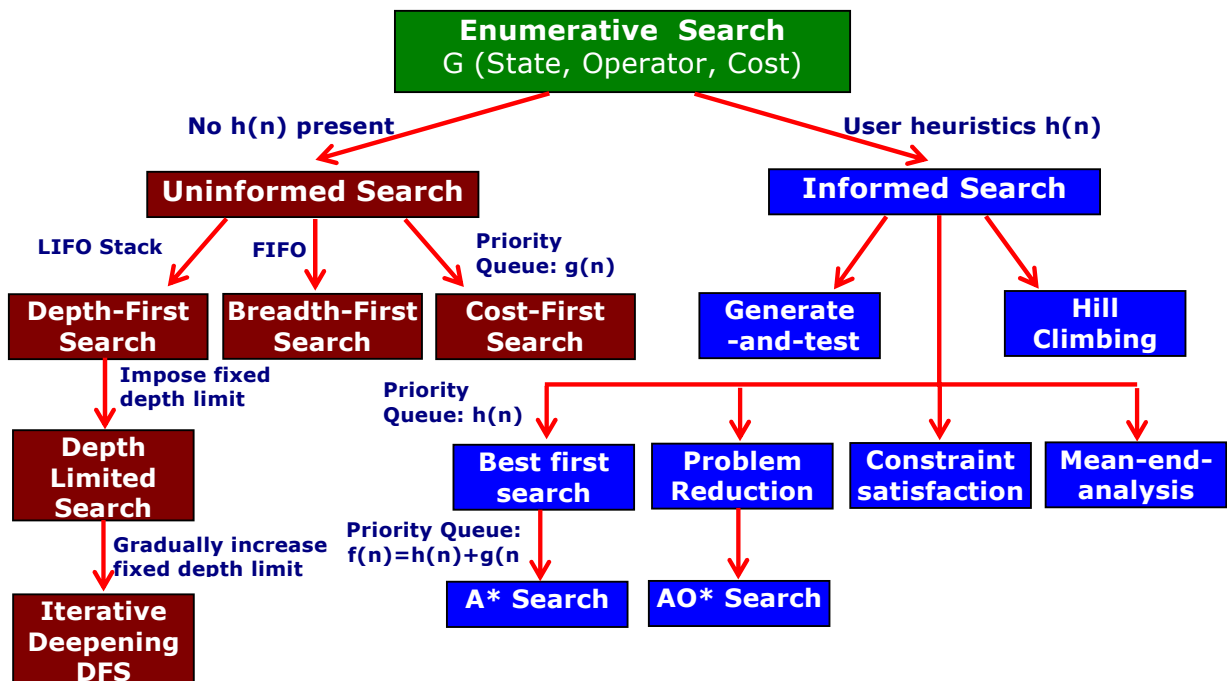 Enumerative Search
G (State, Operator, Cost)
No h(n) present
User heuristics h(n)
Uninformed Search
Informed Search
LIFO Stack
FIFO
Priority
Queue: g(n)
Depth-First
Search
Breadth-First
Search
Cost-First
Search
Generate
-and-test
Hill
Climbing
Impose fixed
depth limit
Priority
Queue: h(n)
Depth
Limited
Search
Best first
search
Problem
Reduction
Constraint
satisfaction
Mean-end-
analysis
Gradually increase
fixed depth limit
Priority Queue:
f(n)=h(n)+g(n
Iterative
Deepening
DFS
A* Search
AO* Search